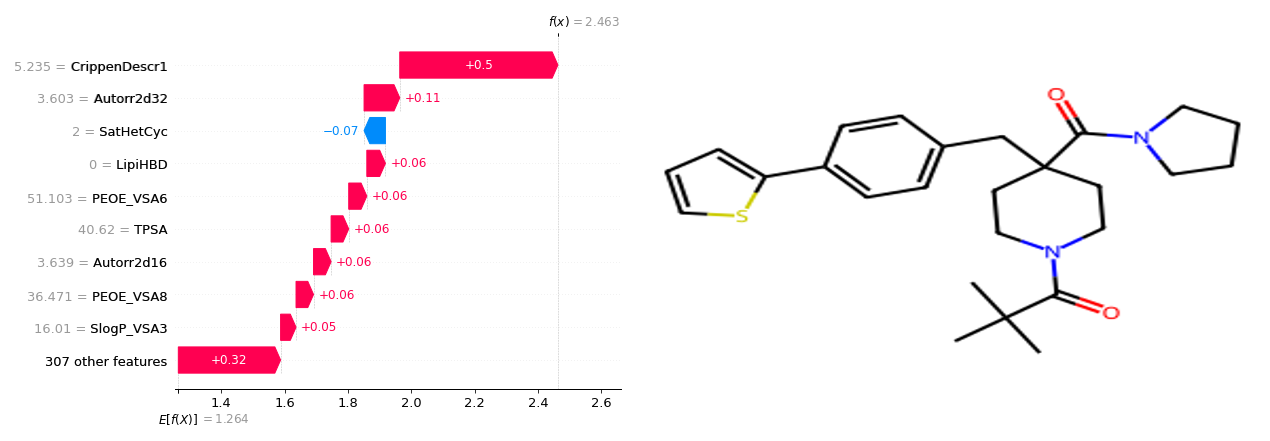 f(x) = 2.463
5.235 = CrippenDescr1
+0.5
3.603 = Autorr2d32
+0.11
2 = SatHetCyc
−0.07
0 = LipiHBD
+0.06
51.103 = PEOE_VSA6
+0.06
40.62 = TPSA
+0.06
3.639 = Autorr2d16
+0.06
36.471 = PEOE_VSA8
+0.06
16.01 = SlogP_VSA3
+0.05
307 other features
+0.32
1.4 1.6 1.8 2.0 2.2 2.4 2.6
E[f(X)] = 1.264
O
N
S
N
O